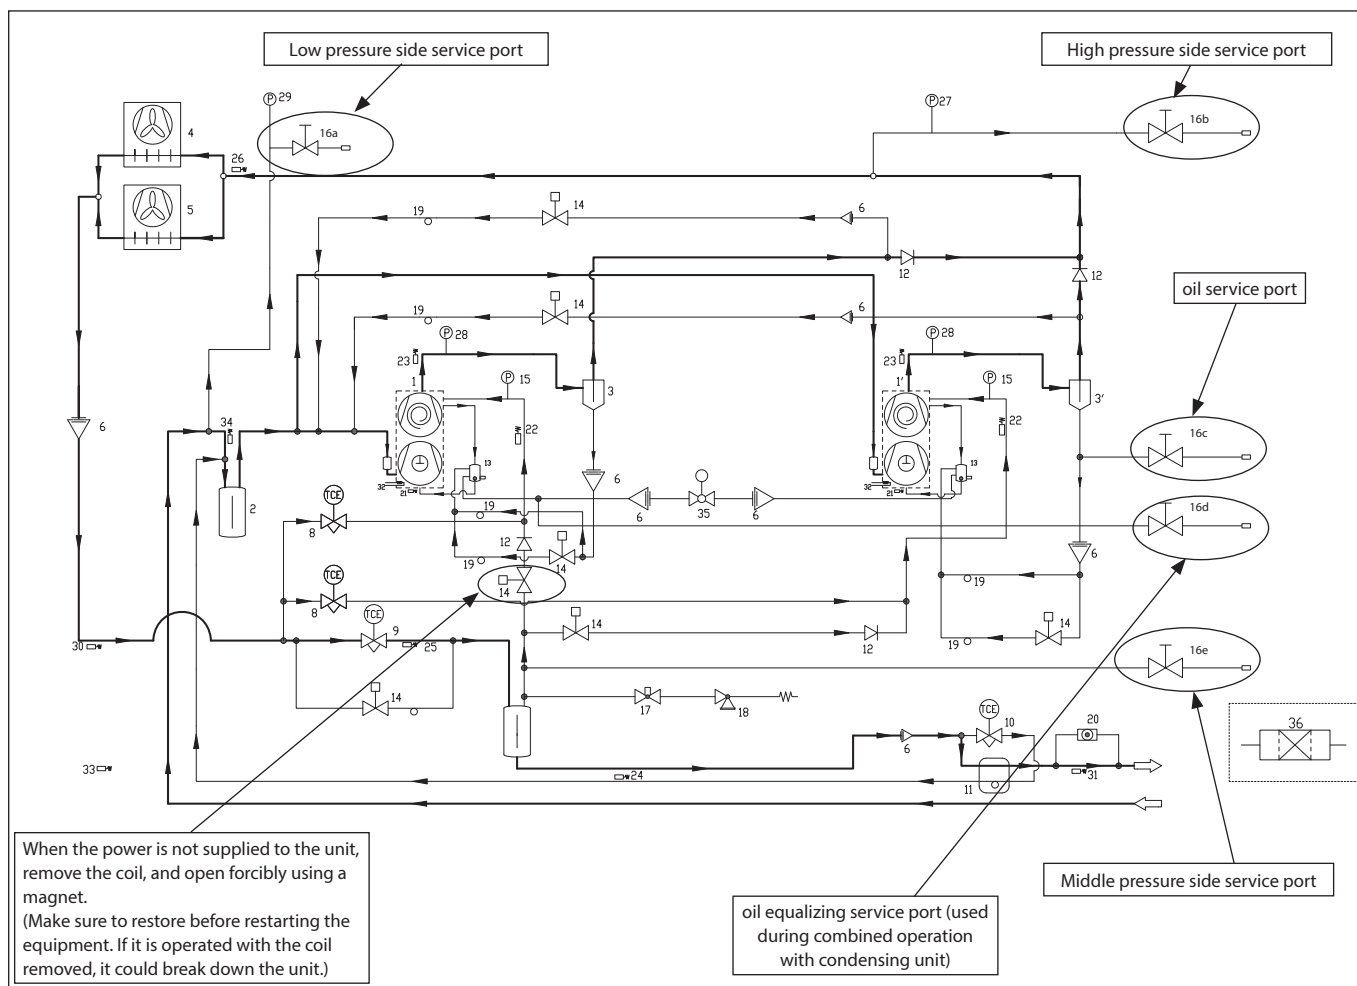 Low pressure side service port
High pressure side service port
29
27
16a
16b
4
26
5
19
14
6
12
12
oil service port
19
14
6
28
28
23
23
15
15
1
1'
3
3'
6
34
22
22
16c
13
13
6
32
21
32
21
TCE
2
19
6
35
6
16d
8
12
14
19
6
TCE
14
19
8
TCE
9
14
14
30
25
12
19
16e
14
17
18
TCE
10
20
36
6
33
24
11
31
When the power is not supplied to the unit,
remove the coil, and open forcibly using a
magnet.
(Make sure to restore before restarting the
equipment. If it is operated with the coil
removed, it could break down the unit.)
oil equalizing service port (used
during combined operation
with condensing unit)
Middle pressure side service port